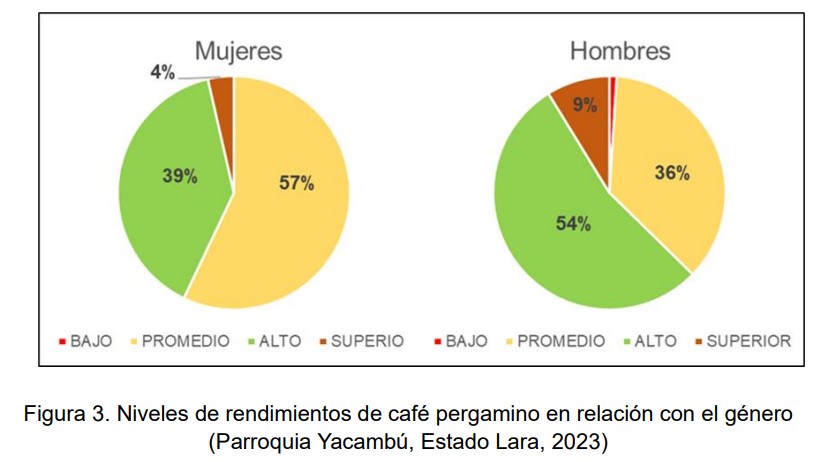 Mujeres
4%
39%
57%
BAJO PROMEDIO ALTO SUPERIO
Hombres
9%
36%
54%
BAJO PROMEDIO ALTO SUPERIOR
Figura 3. Niveles de rendimientos de café pergamino en relación con el género
(Parroquia Yacambú, Estado Lara, 2023)